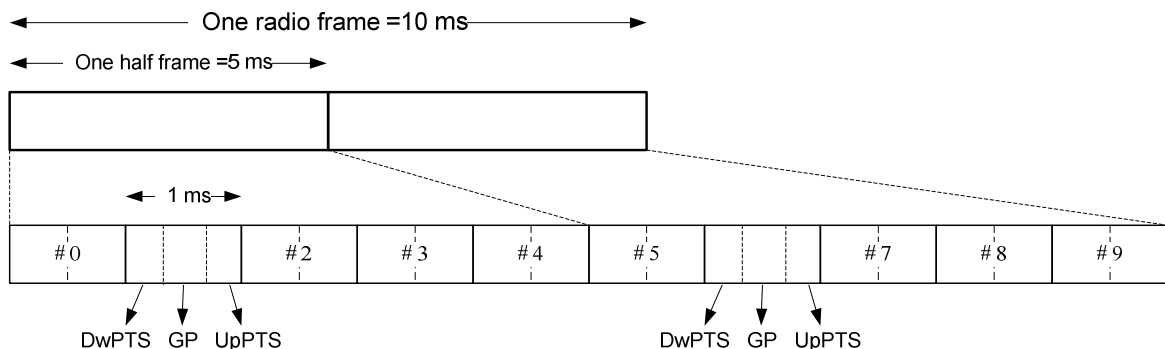 One radio frame =10 ms
One half frame =5 ms
1 ms
#0 #2 #3 #4 #5 #7 #8 #9
DwPTS GP UpPTS DwPTS GP UpPTS